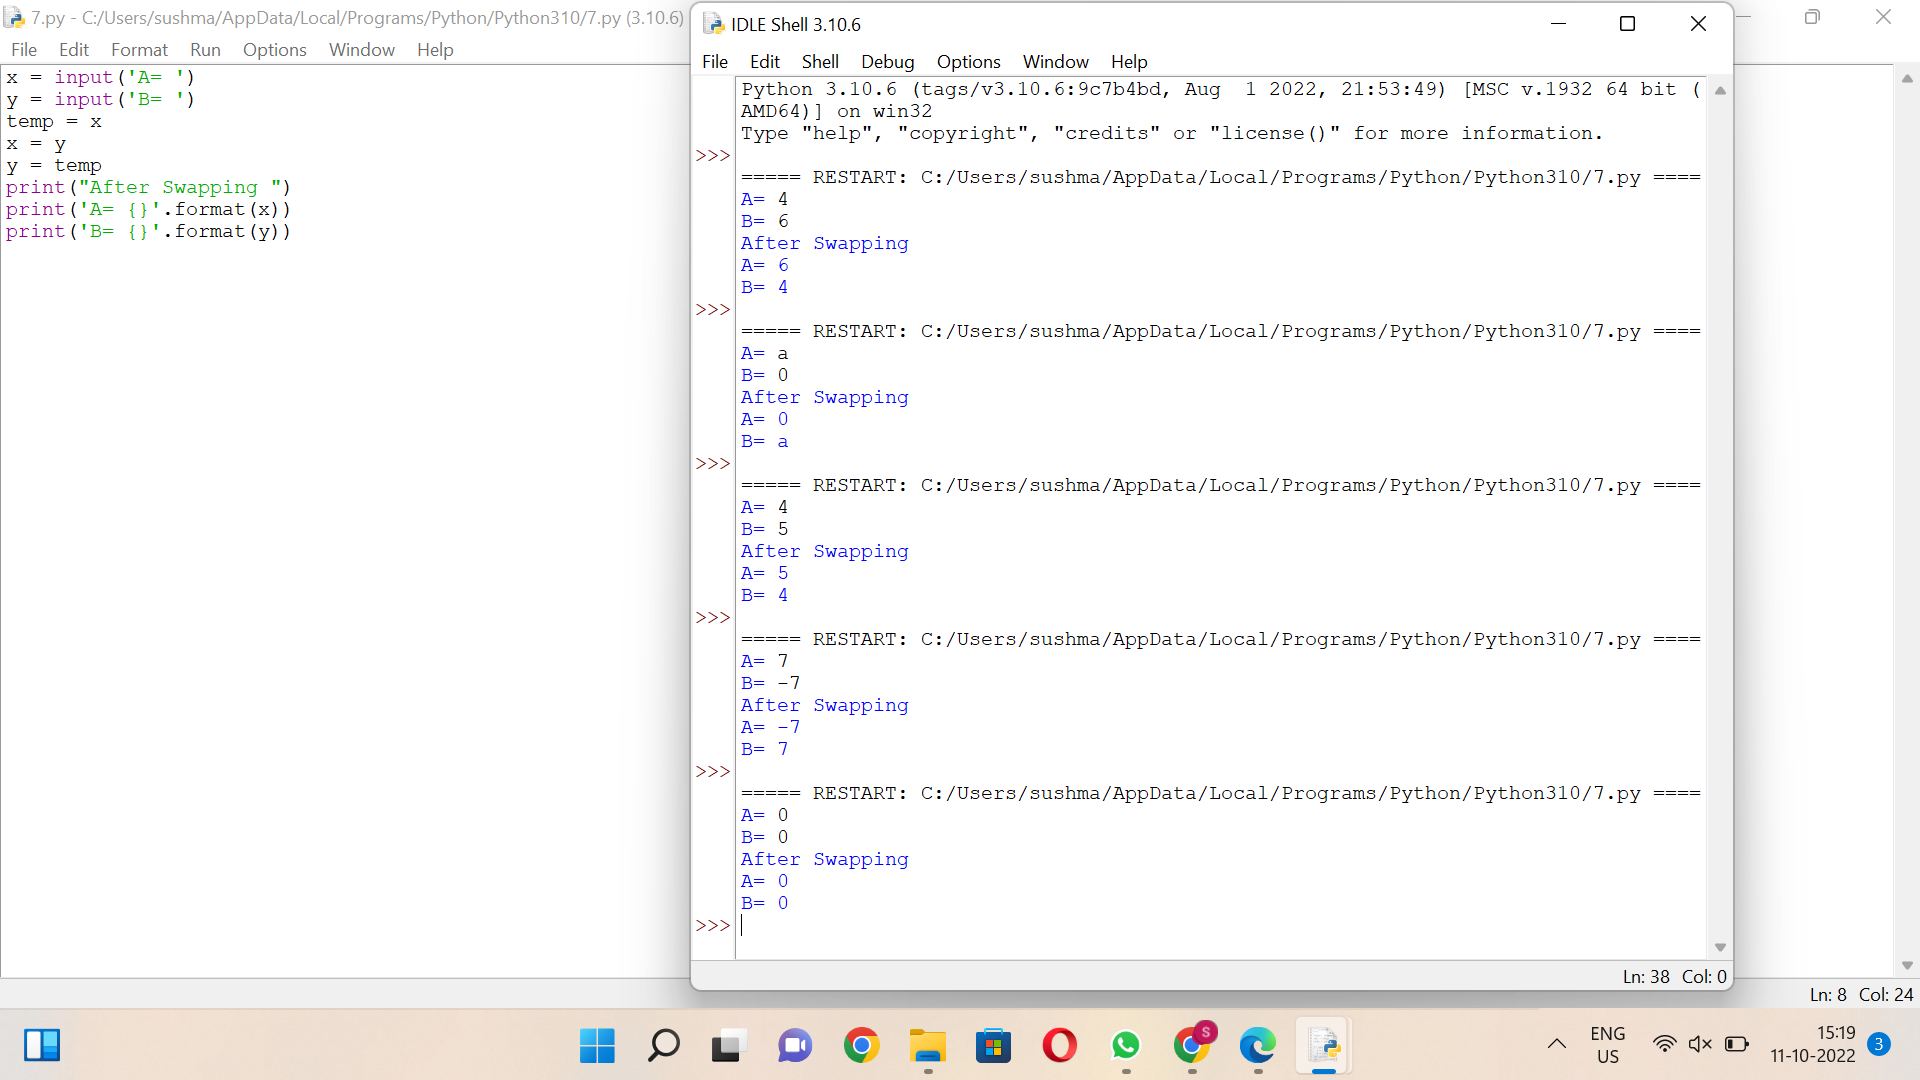 7.py - C:/Users/sushma/AppData/Local/Programs/Python/Python310/7.py (3.10.6)
File Edit Format Run Options Window Help
x = input('A= ')
y = input('B= ')
temp = x
x = y
y = temp
print("After Swapping ")
print('A= {}'.format(x))
print('B= {}'.format(y))
IDLE Shell 3.10.6
File Edit Shell Debug Options Window Help
Python 3.10.6 (tags/v3.10.6:9c7b4bd, Aug  1 2022, 21:53:49) [MSC v.1932 64 bit (
AMD64)] on win32
Type "help", "copyright", "credits" or "license()" for more information.
>>>
===== RESTART: C:/Users/sushma/AppData/Local/Programs/Python/Python310/7.py ====
A= 4
B= 6
After Swapping
A= 6
B= 4
>>>
===== RESTART: C:/Users/sushma/AppData/Local/Programs/Python/Python310/7.py ====
A= a
B= 0
After Swapping
A= 0
B= a
>>>
===== RESTART: C:/Users/sushma/AppData/Local/Programs/Python/Python310/7.py ====
A= 4
B= 5
After Swapping
A= 5
B= 4
>>>
===== RESTART: C:/Users/sushma/AppData/Local/Programs/Python/Python310/7.py ====
A= 7
B= -7
After Swapping
A= -7
B= 7
>>>
===== RESTART: C:/Users/sushma/AppData/Local/Programs/Python/Python310/7.py ====
A= 0
B= 0
After Swapping
A= 0
B= 0
>>>
Ln: 38 Col: 0
Ln: 8 Col: 24
S
ENG
US
15:19
11-10-2022
3